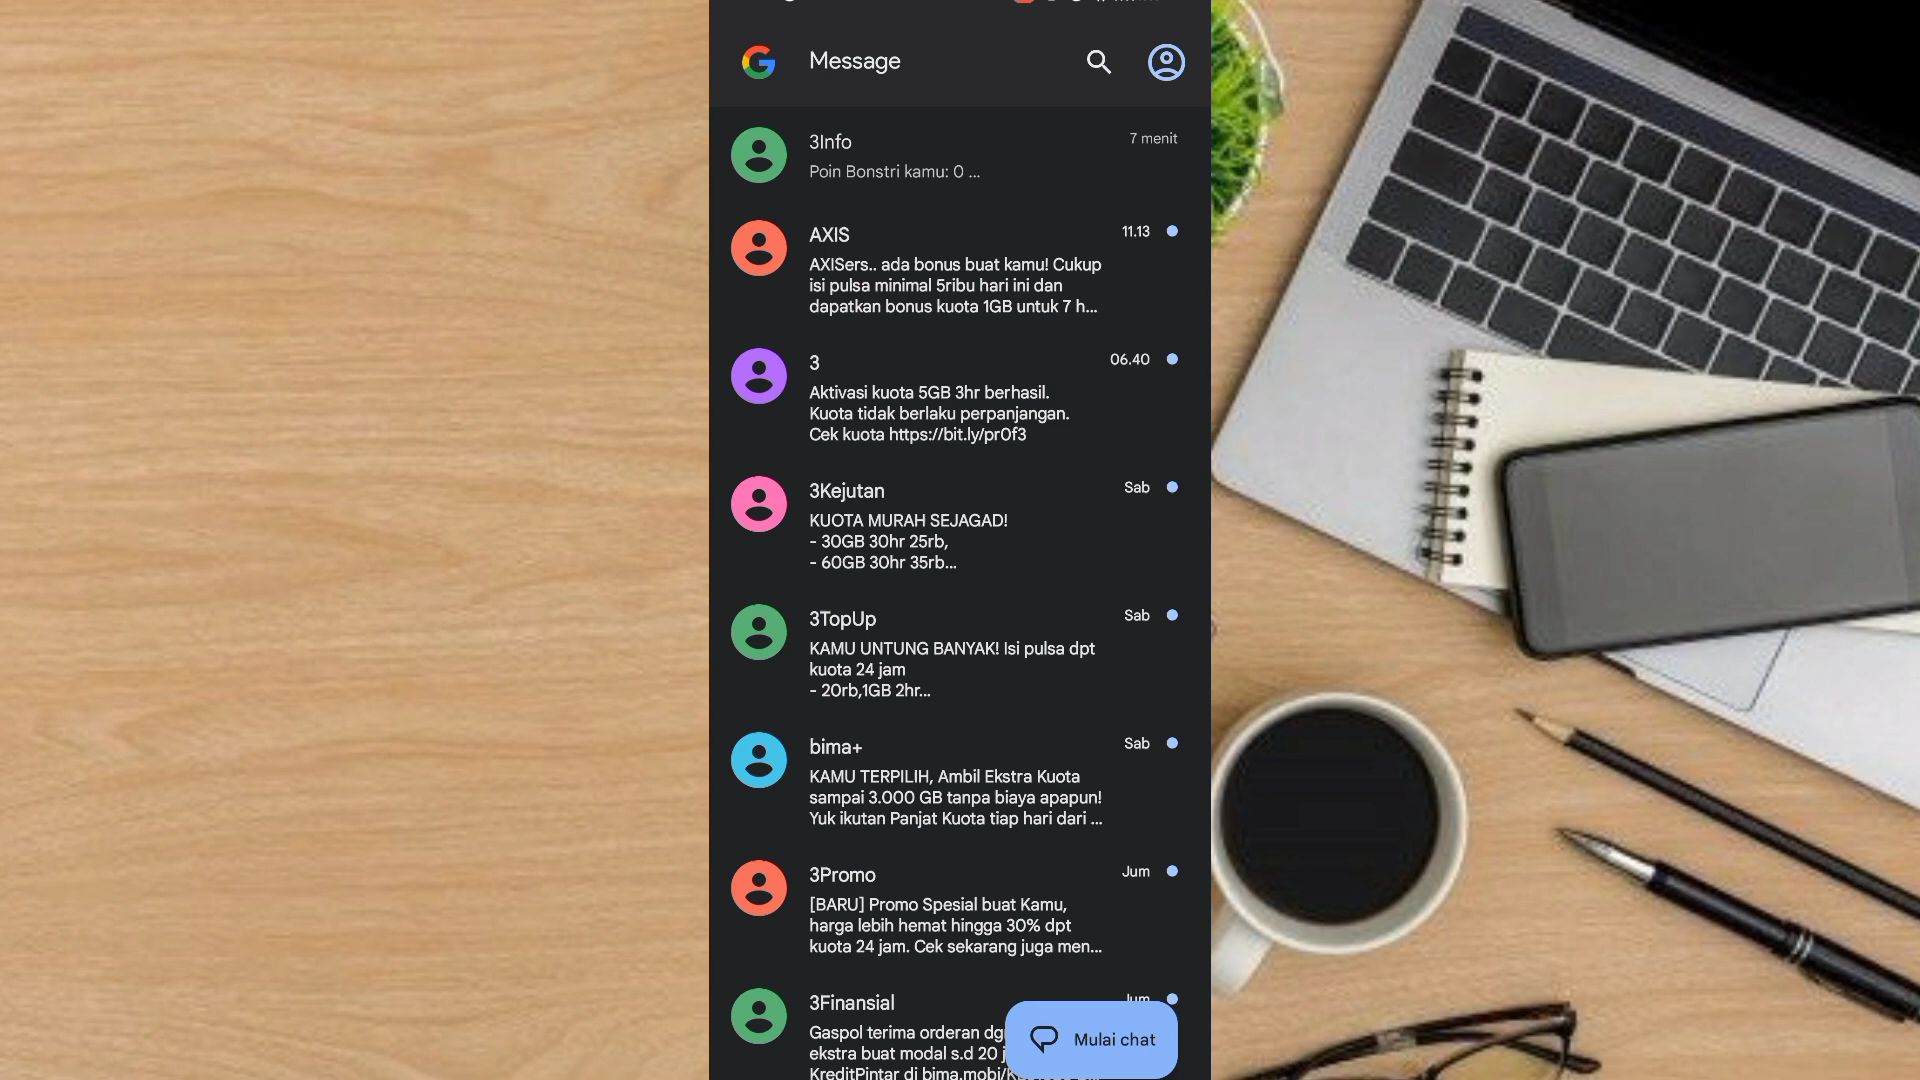 Message
3Info
7 menit
Poin Bonstri kamu: 0 ...
AXIS
11.13
AXISers.. ada bonus buat kamu! Cukup
isi pulsa minimal 5ribu hari ini dan
dapatkan bonus kuota 1GB untuk 7 h...
3
06.40
Aktivasi kuota 5GB 3hr berhasil.
Kuota tidak berlaku perpanjangan.
Cek kuota https://bit.ly/pr0f3
3Kejutan
Sab
KUOTA MURAH SEJAGAD!
- 30GB 30hr 25rb,
- 60GB 30hr 35rb...
3TopUp
Sab
KAMU UNTUNG BANYAK! Isi pulsa dpt
kuota 24 jam
- 20rb,1GB 2hr...
bima+
Sab
KAMU TERPILIH, Ambil Ekstra Kuota
sampai 3.000 GB tanpa biaya apapun!
Yuk ikutan Panjat Kuota tiap hari dari ...
3Promo
Jum
[BARU] Promo Spesial buat Kamu,
harga lebih hemat hingga 30% dpt
kuota 24 jam. Cek sekarang juga men...
3Finansial
Jum
Gaspol terima orderan
ekstra buat modal s.d 20
KreditPintar di bima.mobi/
Mulai chat